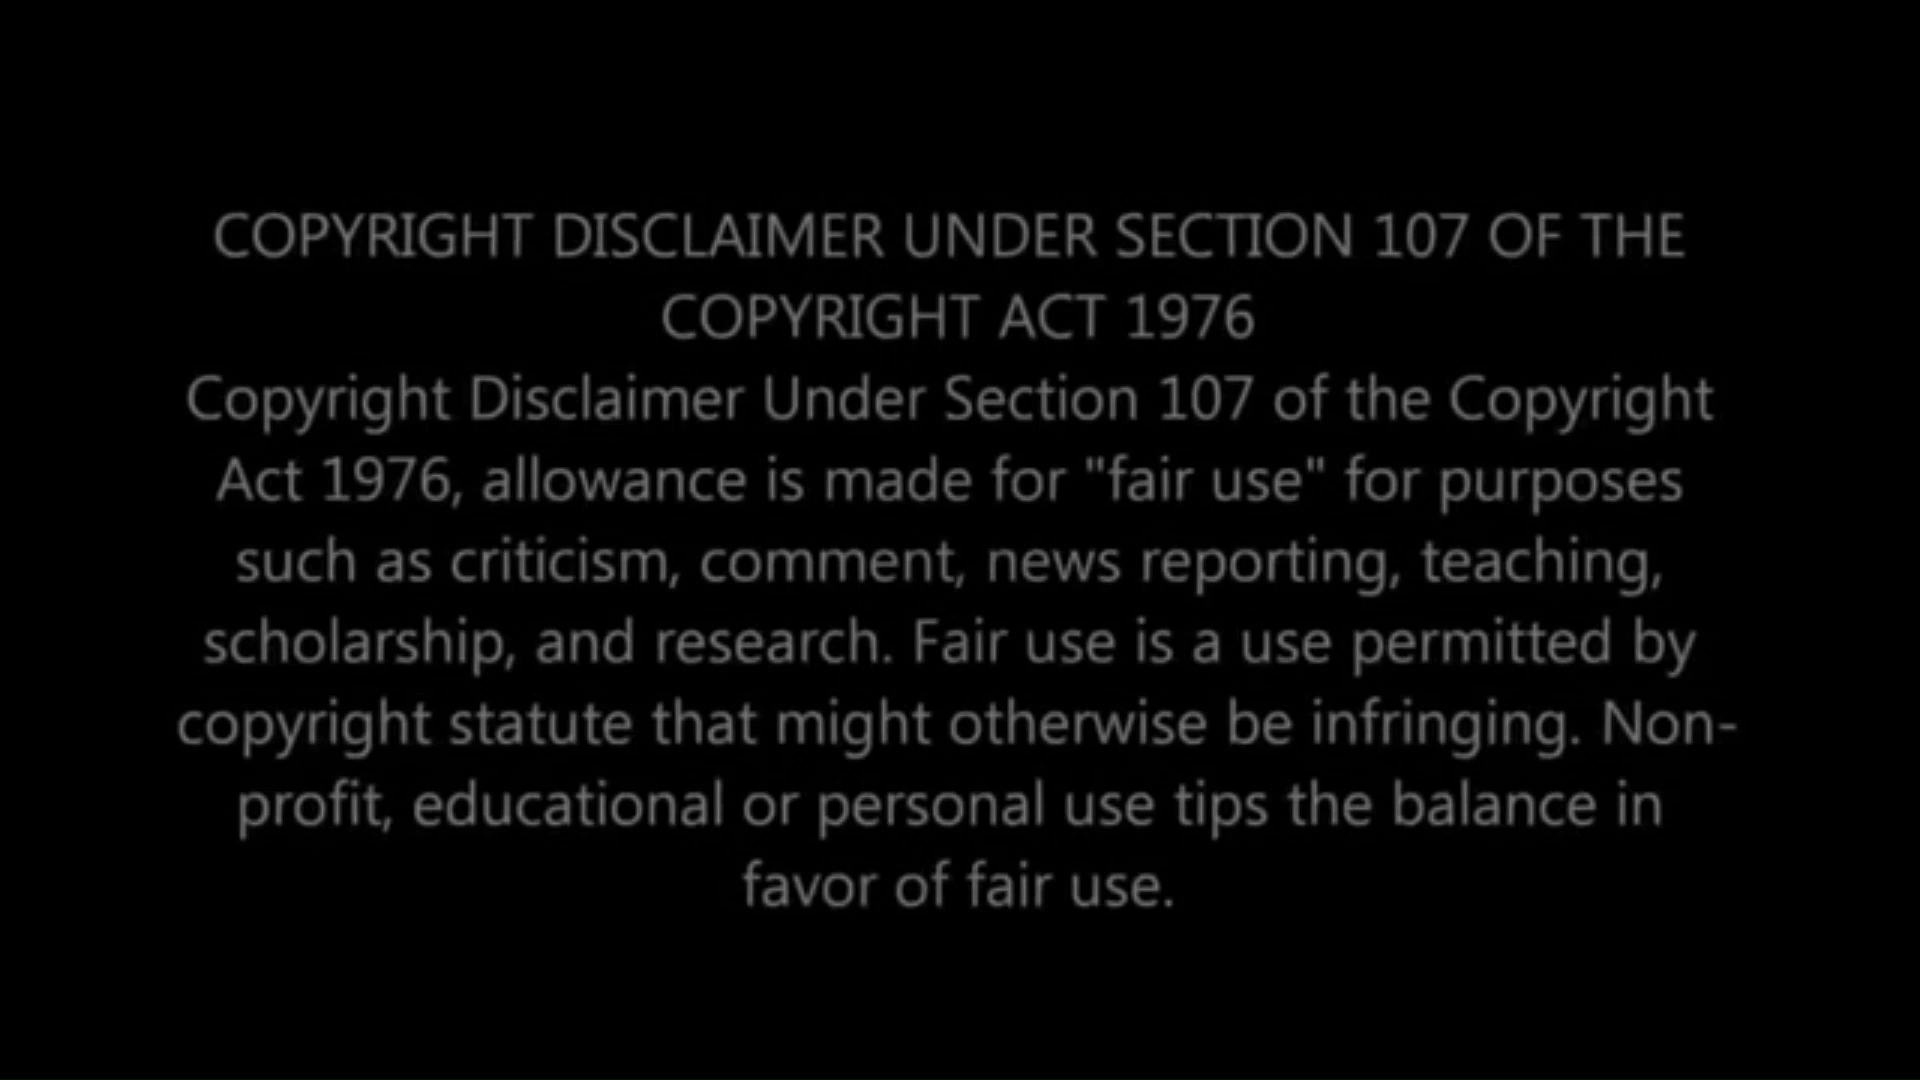 COPYRIGHT DISCLAIMER UNDER SECTION 107 OF THE
COPYRIGHT ACT 1976
Copyright Disclaimer Under Section 107 of the Copyright
Act 1976, allowance is made for "fair use" for purposes
such as criticism, comment, news reporting, teaching,
scholarship, and research. Fair use is a use permitted by
copyright statute that might otherwise be infringing. Non-
profit, educational or personal use tips the balance in
favor of fair use.